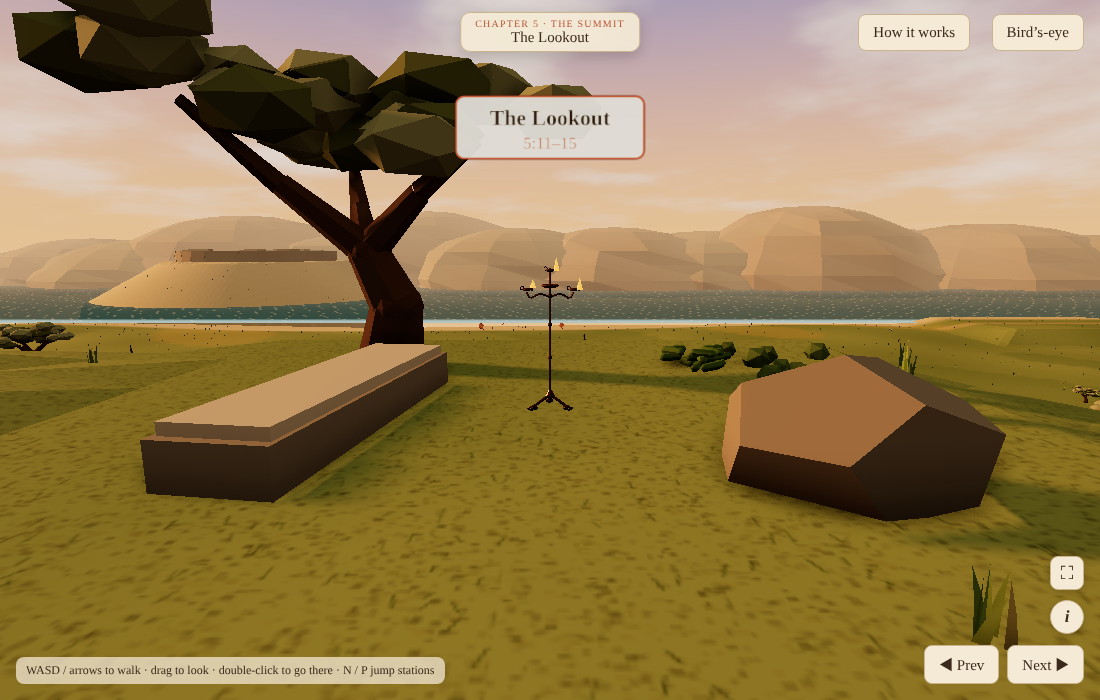 CHAPTER 5 · THE SUMMIT
The Lookout
How it works
Bird's-eye
The Lookout
5:11–15
i
WASD / arrows to walk · drag to look · double-click to go there · N / P jump stations
◀ Prev
Next ▶